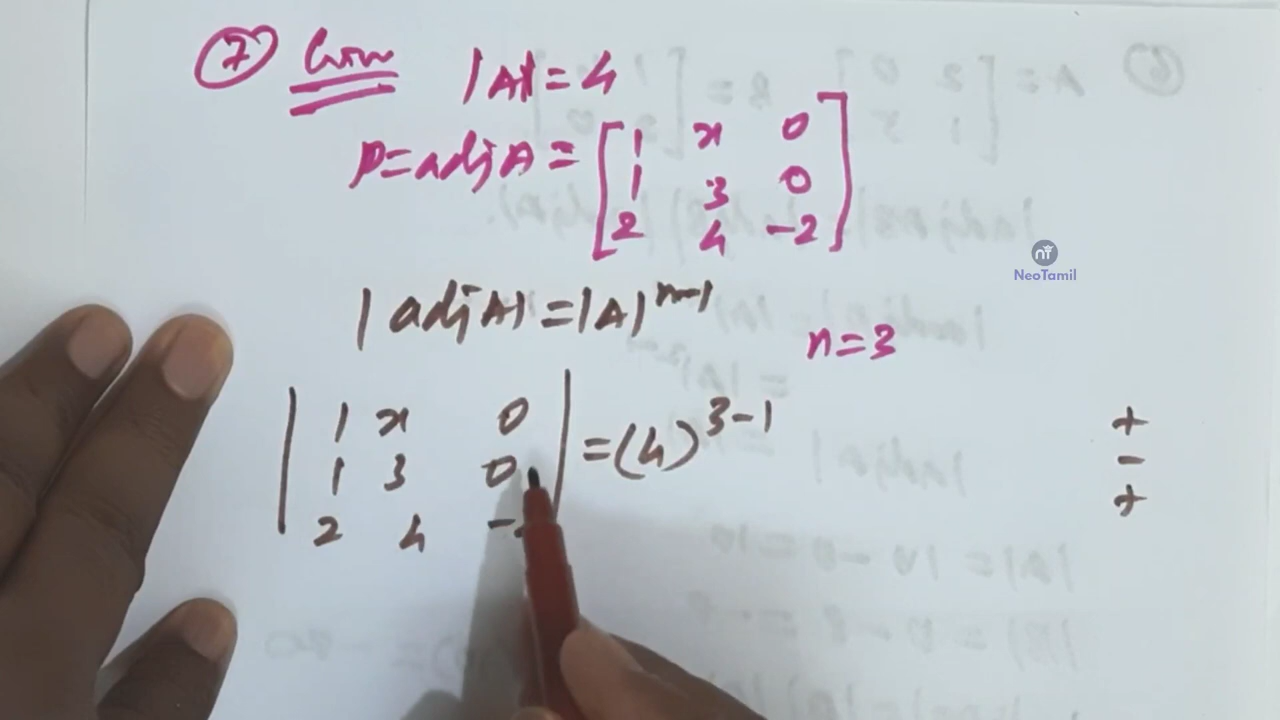 7 Given |A| = 4
P = adj A = [1 x 0
1 3 0
2 4 -2]
|adj A| = |A|^{n-1}
n = 3
|1 x 0
1 3 0 | = (4)^{3-1}
2 4 -
+
-
+
NeoTamil